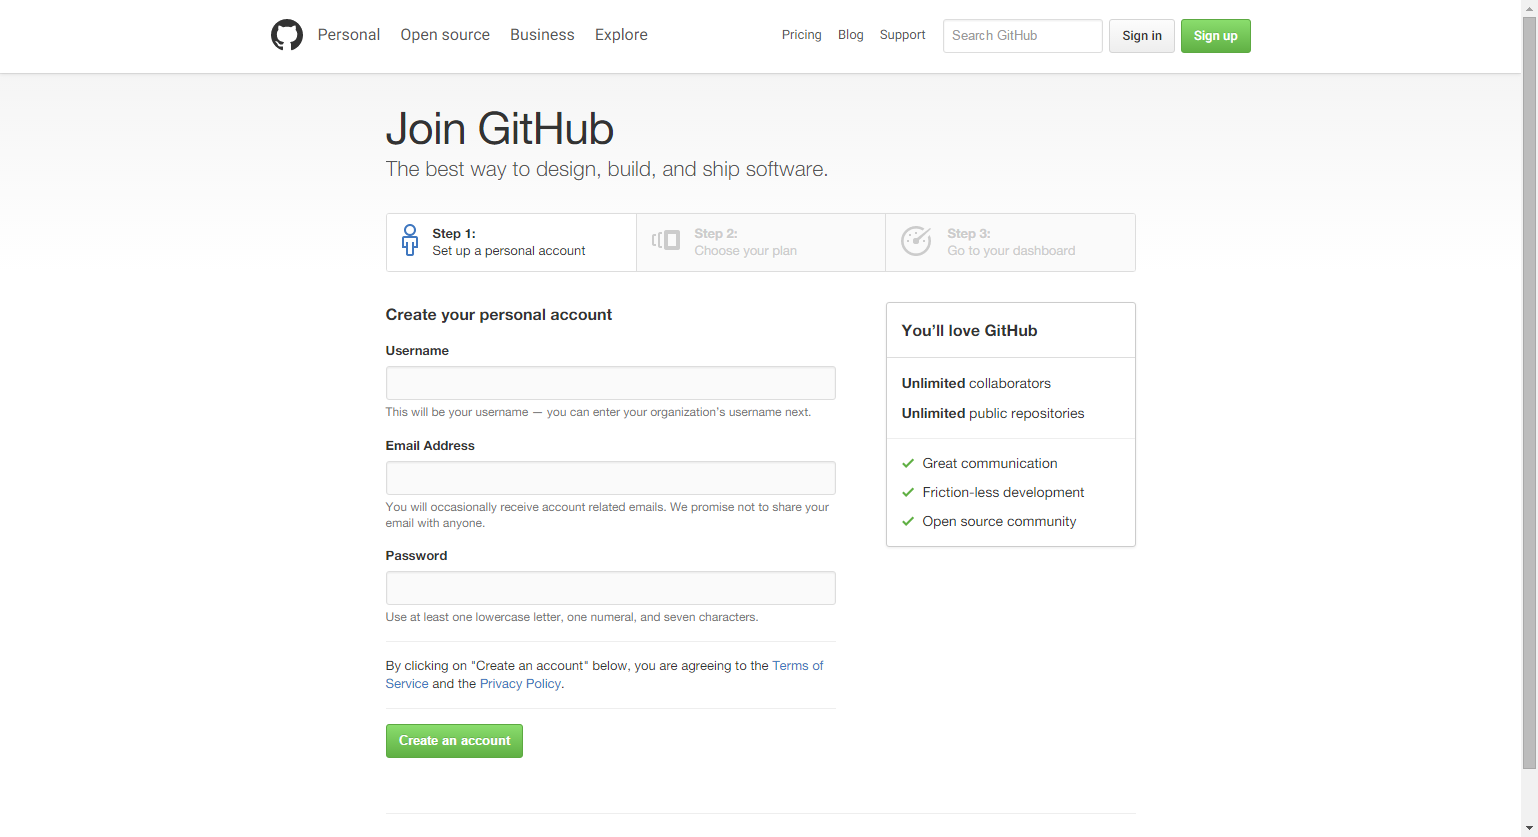 Personal Open source Business Explore Pricing Blog Support Search GitHub Sign in Sign up
Join GitHub
The best way to design, build, and ship software.
Step 1:
Set up a personal account
Step 2:
Choose your plan
Step 3:
Go to your dashboard
Create your personal account
Username
This will be your username — you can enter your organization's username next.
Email Address
You will occasionally receive account related emails. We promise not to share your
email with anyone.
Password
Use at least one lowercase letter, one numeral, and seven characters.
By clicking on "Create an account" below, you are agreeing to the Terms of
Service and the Privacy Policy.
Create an account
You'll love GitHub
Unlimited collaborators
Unlimited public repositories
Great communication
Friction-less development
Open source community